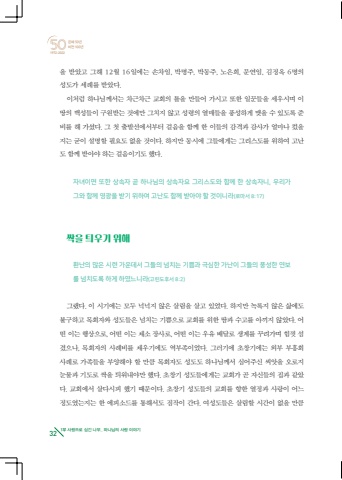 을 받았고 그해 12월 16일에는 손차임, 박명주, 박동주, 노은희, 문연임, 김정옥 6명의
성도가 세례를 받았다.
이처럼 하나님께서는 차근차근 교회의 틀을 만들어 가시고 또한 일꾼들을 세우시며 이
땅의 백성들이 구원받는 것에만 그치지 않고 성령의 열매들을 풍성하게 맺을 수 있도록 준
비를 해 가셨다. 그 첫 출발선에서부터 걸음을 함께 한 이들의 감격과 감사가 얼마나 컸을
지는 굳이 설명할 필요도 없을 것이다. 하지만 동시에 그들에게는 그리스도를 위하여 고난
도 함께 받아야 하는 걸음이기도 했다.
자녀이면 또한 상속자 곧 하나님의 상속자요 그리스도와 함께 한 상속자니, 우리가
그와 함께 영광을 받기 위하여 고난도 함께 받아야 할 것이니라(로마서 8:17)
싹을 틔우기 위해
환난의 많은 시련 가운데서 그들의 넘치는 기쁨과 극심한 가난이 그들의 풍성한 연보
를 넘치도록 하게 하였느니라(고린도후서 8:2)
그랬다. 이 시기에는 모두 넉넉지 않은 살림을 살고 있었다. 하지만 녹록지 않은 삶에도
불구하고 목회자와 성도들은 넘치는 기쁨으로 교회를 위한 땀과 수고를 아끼지 않았다. 어
떤 이는 행상으로, 어떤 이는 채소 장사로, 어떤 이는 우유 배달로 생계를 꾸려가며 힘껏 섬
겼으나, 목회자의 사례비를 채우기에도 역부족이었다. 그러기에 초창기에는 외부 부흥회
사례로 가족들을 부양해야 할 만큼 목회자도 성도도 하나님께서 심어주신 씨앗을 오로지
눈물과 기도로 싹을 틔워내야만 했다. 초창기 성도들에게는 교회가 곧 자신들의 집과 같았
다. 교회에서 살다시피 했기 때문이다. 초창기 성도들의 교회를 향한 열정과 사랑이 어느
정도였는지는 한 에피소드를 통해서도 짐작이 간다. 여성도들은 살림할 시간이 없을 만큼
32
1부 사랑으로 심긴 나무, 하나님의 사랑 이야기